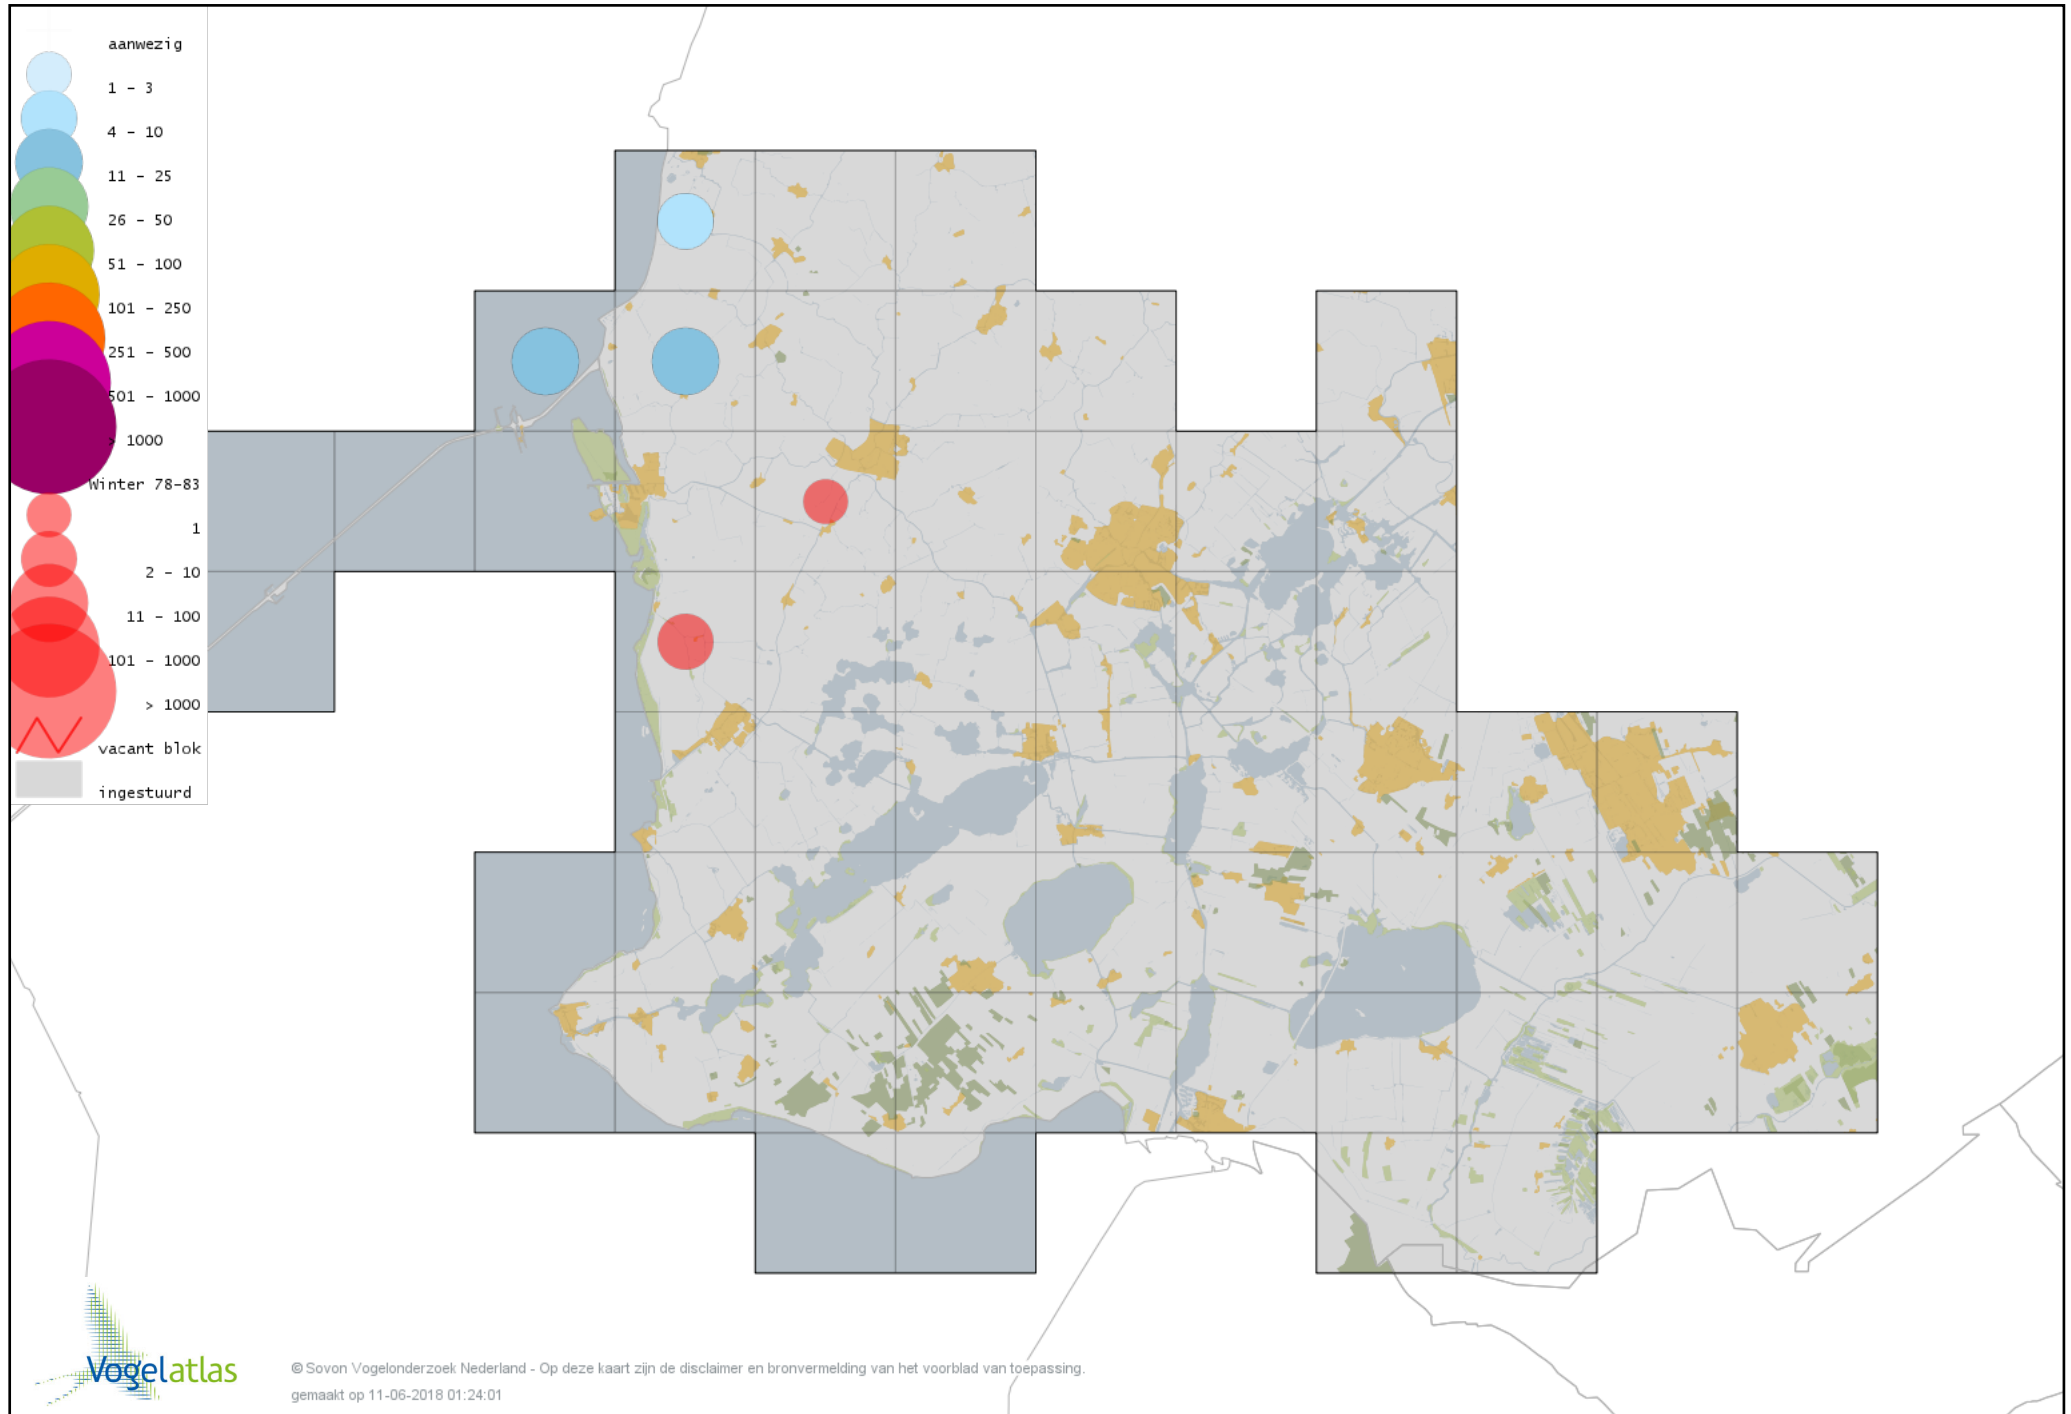 aanwezig
1 - 3
4 - 10
11 - 25
26 - 50
51 - 100
101 - 250
251 - 500
501 - 1000
> 1000
Winter 78-83
1
2 - 10
11 - 100
101 - 1000
> 1000
vacant blok
ingestuurd
Vogelatlas
© Sovon Vogelonderzoek Nederland - Op deze kaart zijn de disclaimer en bronvermelding van het voorblad van toepassing.
gemaakt op 11-06-2018 01:24:01